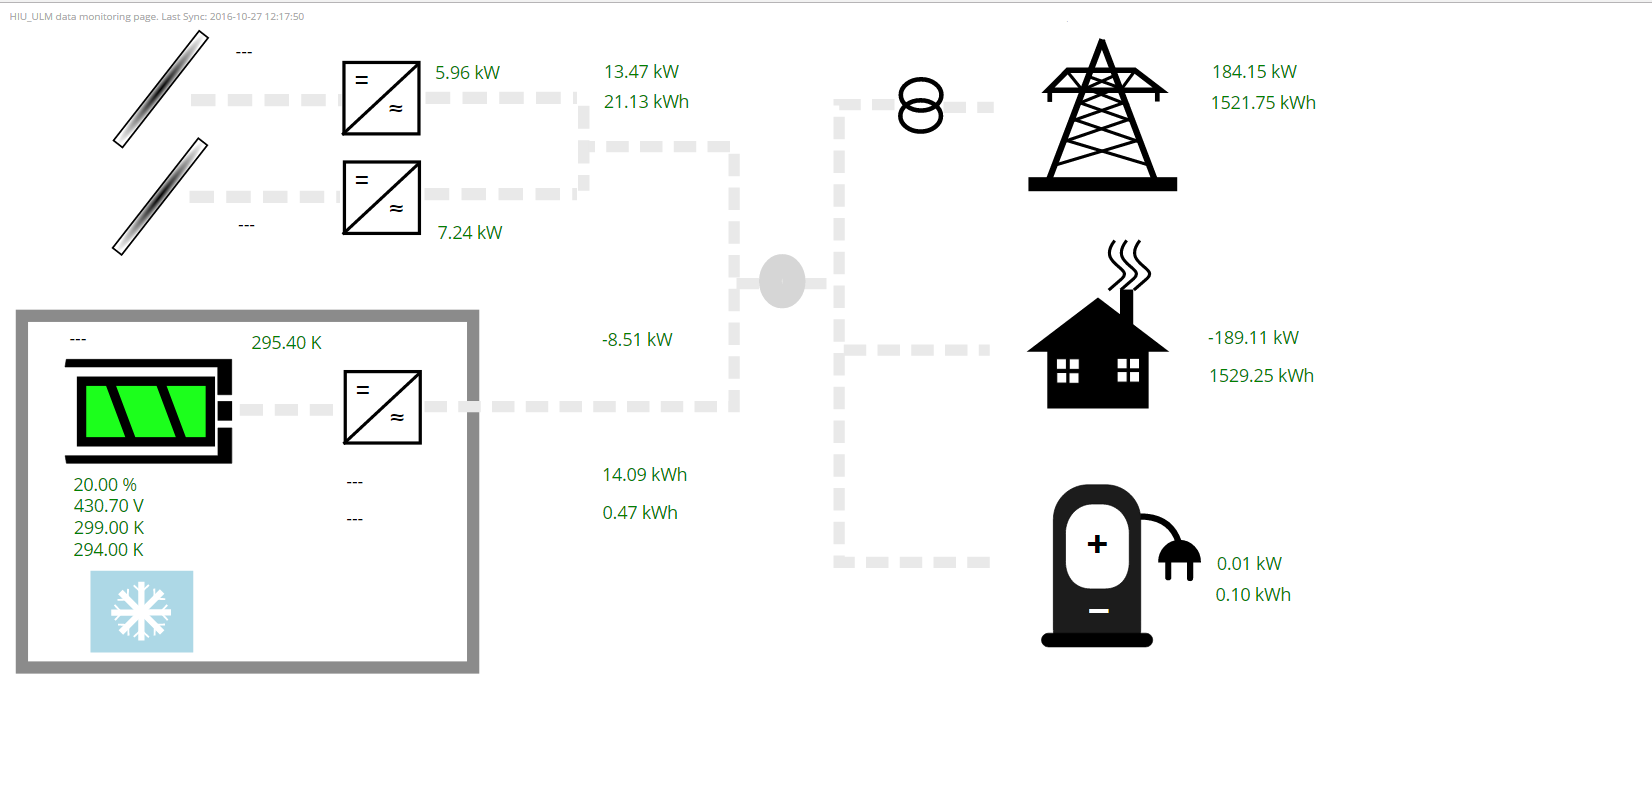 HIU_ULM data monitoring page. Last Sync: 2016-10-27 12:17:50
---
= ≈
5.96 kW
13.47 kW
21.13 kWh
184.15 kW
1521.75 kWh
---
= ≈
7.24 kW
---
295.40 K
= ≈
-8.51 kW
-189.11 kW
1529.25 kWh
20.00 %
430.70 V
299.00 K
294.00 K
---
---
14.09 kWh
0.47 kWh
+
−
0.01 kW
0.10 kWh